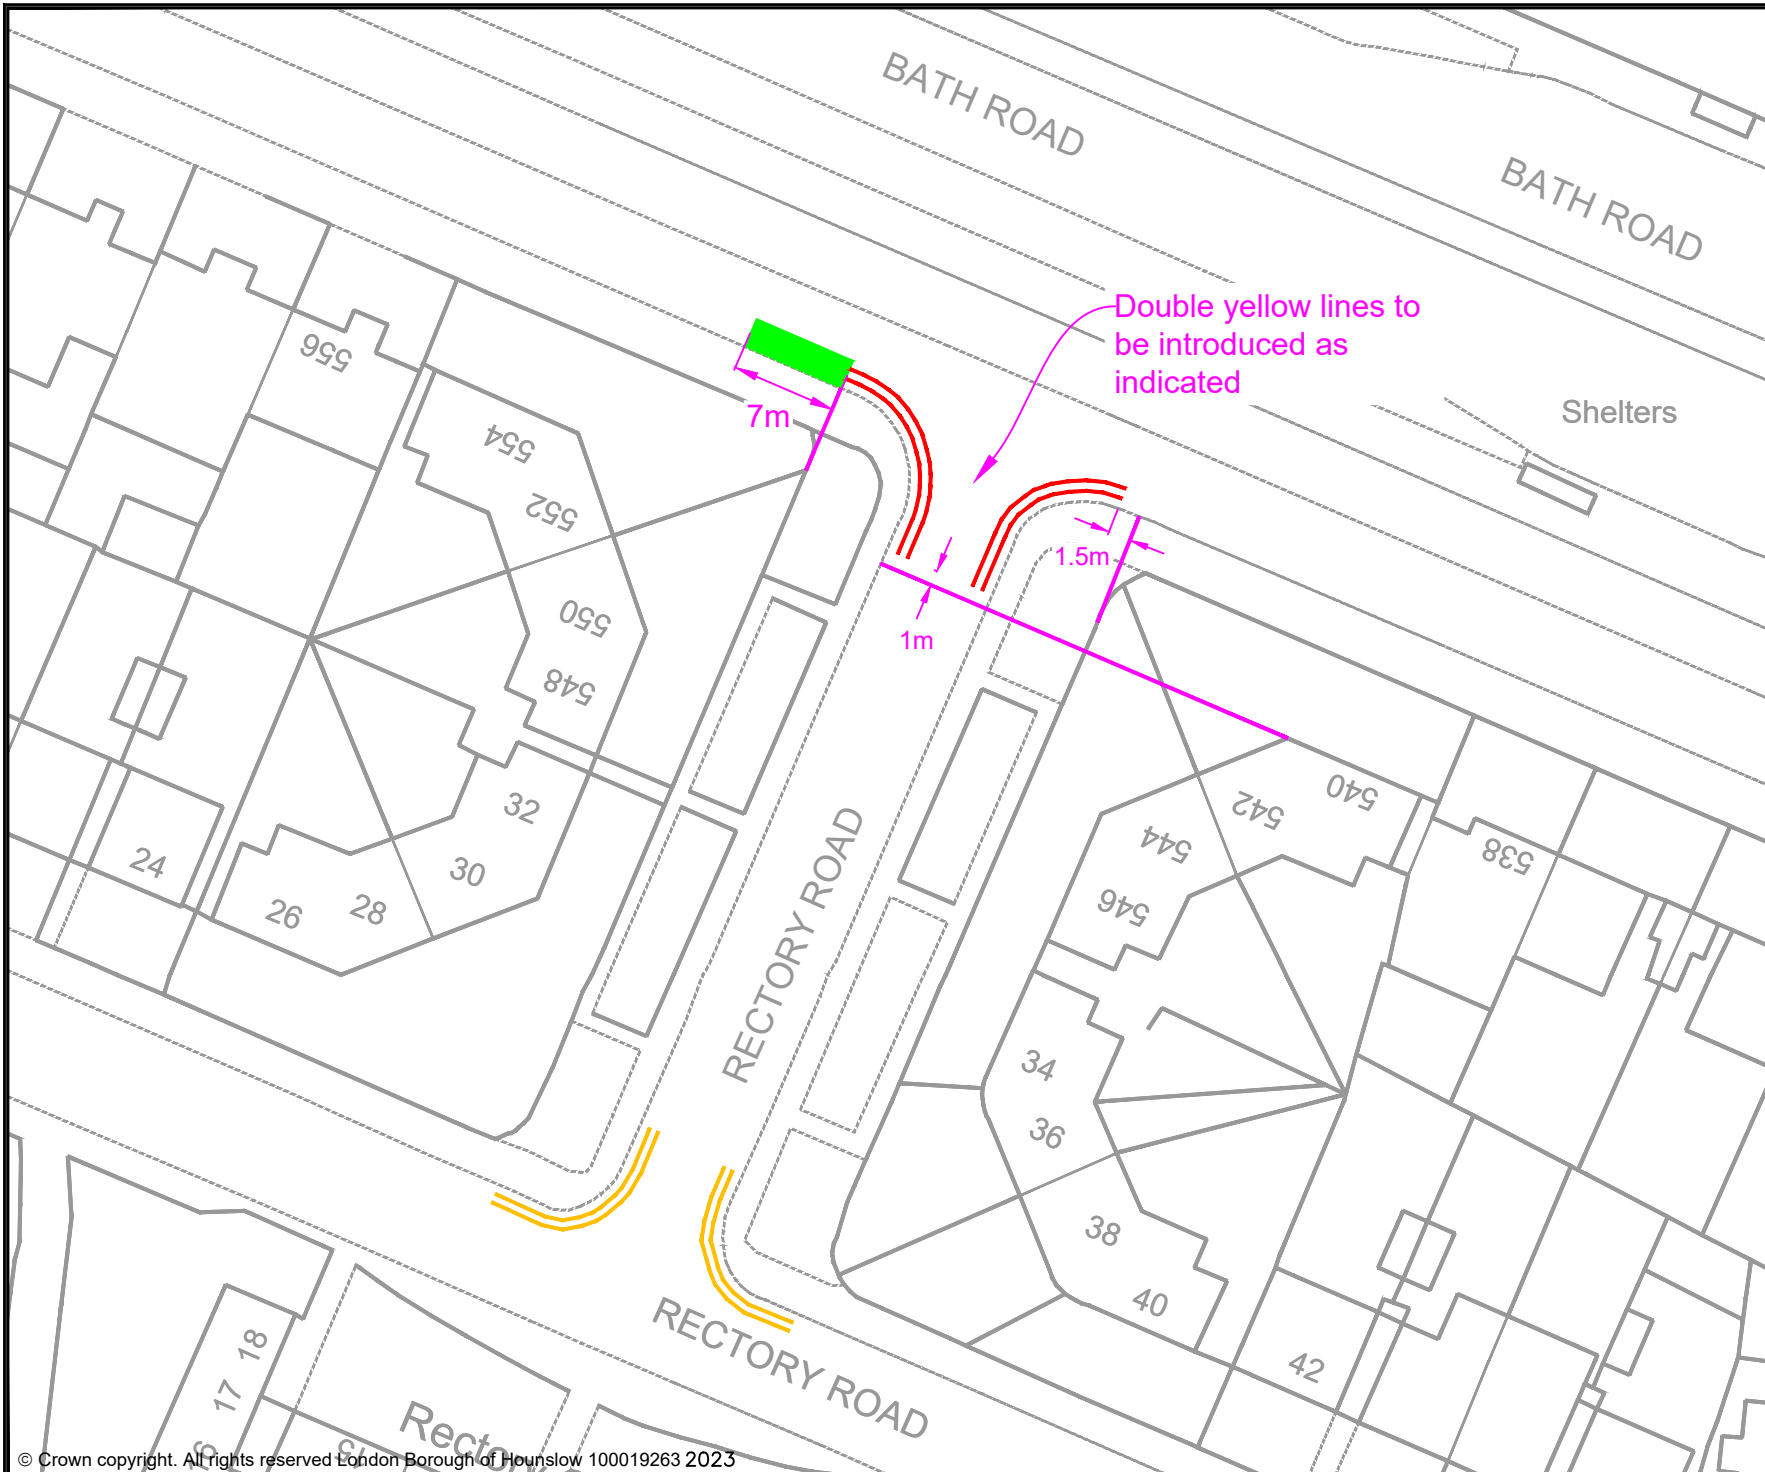 BATH ROAD
BATH ROAD
Double yellow lines to
be introduced as
indicated
Shelters
556
7m
554
552
1.5m
550
1m
548
540
542
32
544
538
24
30
546
28
26
RECTORY ROAD
34
36
38
40
18
RECTORY ROAD
42
17
Rectory
16
15
© Crown copyright. All rights reserved London Borough of Hounslow 100019263 2023